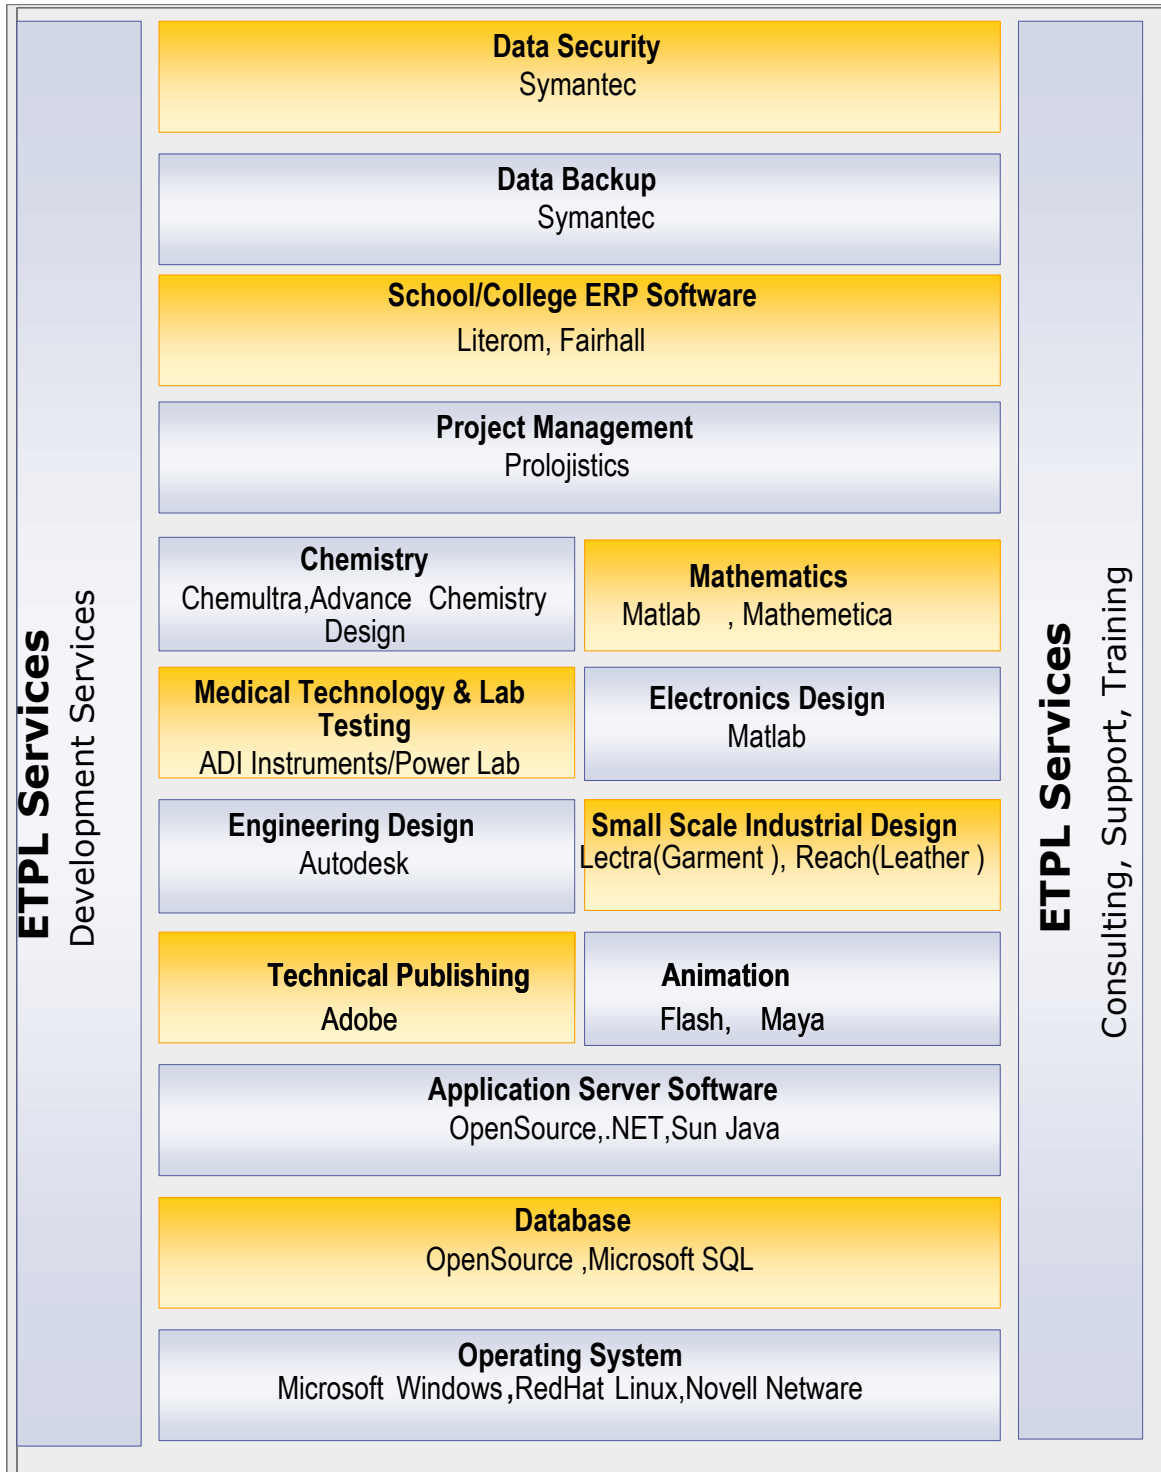 Data Security
Symantec
Data Backup
Symantec
School/College ERP Software
Literom, Fairhall
Project Management
Prolojistics
Chemistry
Chemultra,Advance Chemistry
Design
Mathematics
Matlab , Mathemetica
Medical Technology & Lab
Testing
ADI Instruments/Power Lab
Electronics Design
Matlab
Engineering Design
Autodesk
Small Scale Industrial Design
Lectra(Garment ), Reach(Leather )
Technical Publishing
Adobe
Animation
Flash, Maya
Application Server Software
OpenSource,.NET,Sun Java
Database
OpenSource ,Microsoft SQL
Operating System
Microsoft Windows,RedHat Linux,Novell Netware
ETPL Services
Development Services
ETPL Services
Consulting, Support, Training